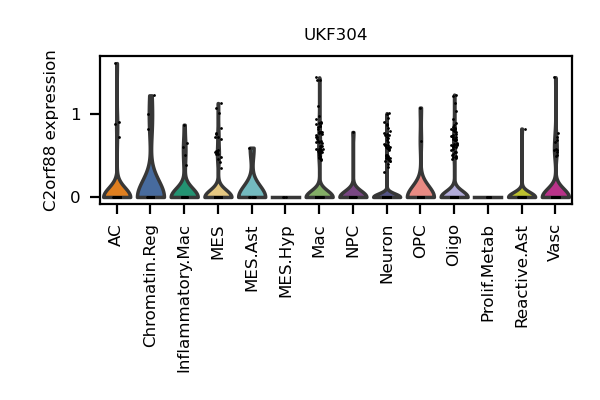 UKF304
C2orf88 expression
1
0
AC
Chromatin.Reg
Inflammatory.Mac
MES
MES.Ast
MES.Hyp
Mac
NPC
Neuron
OPC
Oligo
Prolif.Metab
Reactive.Ast
Vasc